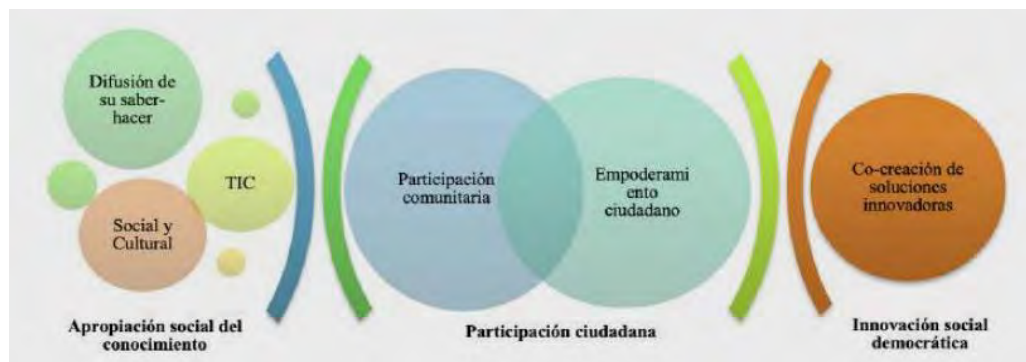 Difusión de
su saber-
hacer
TIC
Social y
Cultural
Apropiación social del
conocimiento
Participación
comunitaria
Empoderami
ento
ciudadano
Participación ciudadana
Co-creación de
soluciones
innovadoras
Innovación social
democrática